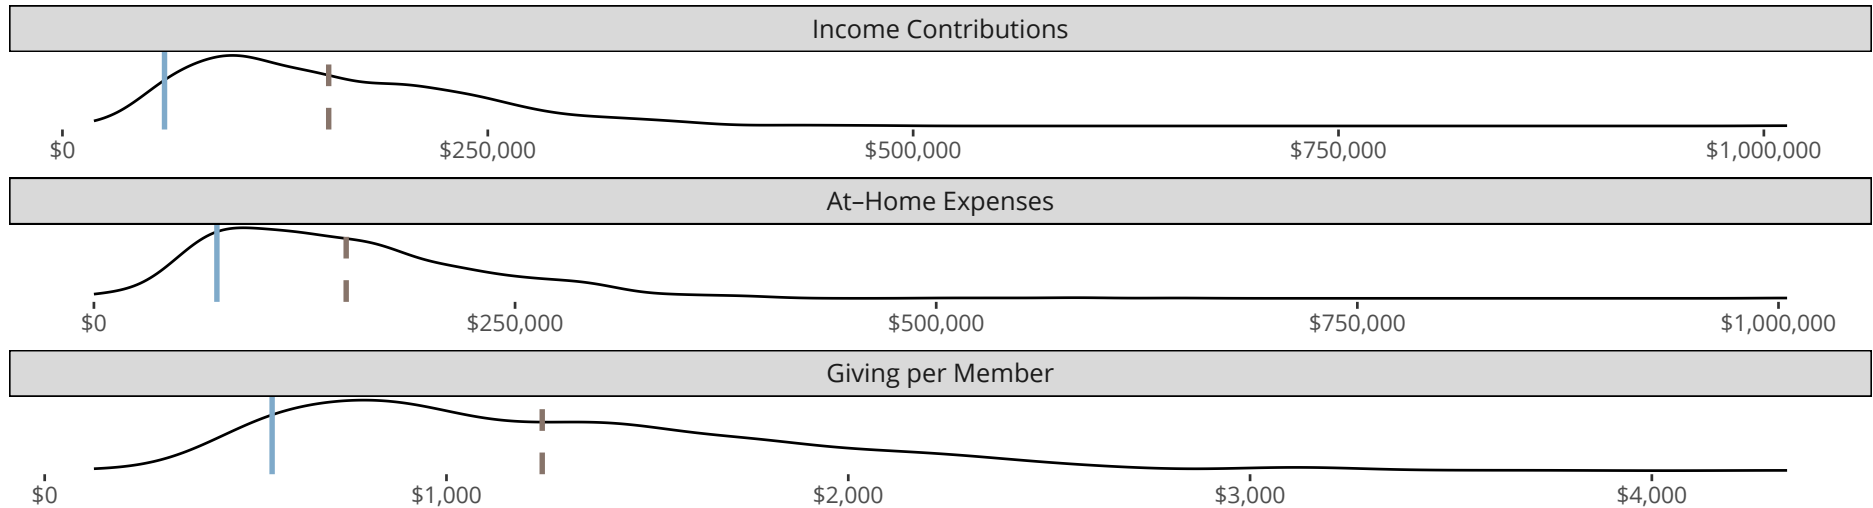 Income Contributions
$0 $250,000 $500,000 $750,000 $1,000,000
At–Home Expenses
$0 $250,000 $500,000 $750,000 $1,000,000
Giving per Member
$0 $1,000 $2,000 $3,000 $4,000